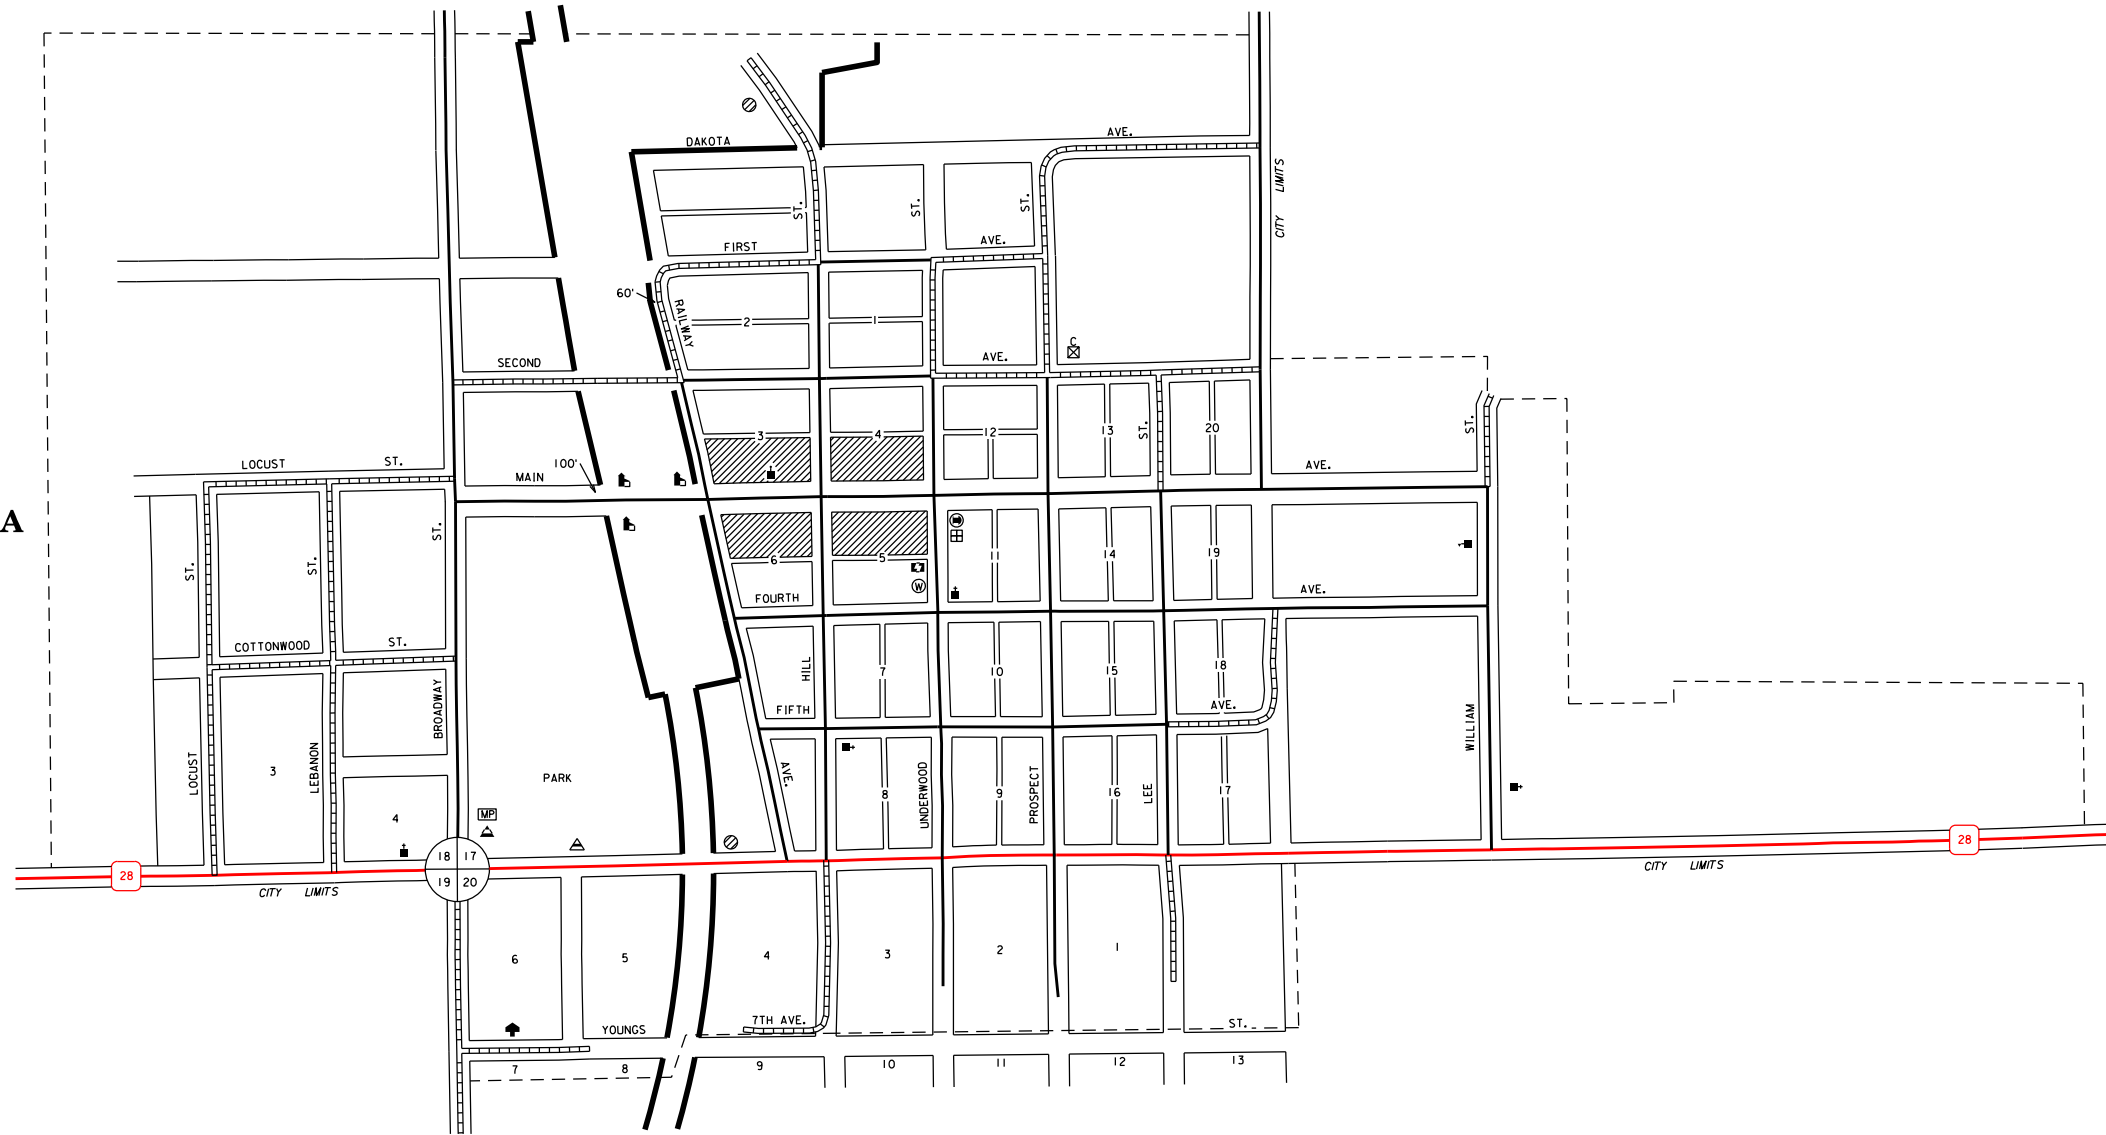 DAKOTA
AVE.
CITY LIMITS
ST.
ST.
ST.
FIRST
AVE.
60'
RAILWAY
2
1
C
SECOND
AVE.
3
4
12
13
ST.
20
ST.
LOCUST ST.
100'
MAIN
AVE.
A
ST.
ST.
ST.
W
6
5
11
14
19
FOURTH
AVE.
COTTONWOOD
ST.
HILL
7
10
15
18
FIFTH
AVE.
BROADWAY
WILLIAM
LOCUST
3
LEBANON
PARK
AVE.
8
UNDERWOOD
9
PROSPECT
16
LEE
17
4
MP
18 17
19 20
28
28
CITY LIMITS
CITY LIMITS
6
5
4
3
2
1
YOUNGS
7TH AVE.
ST.
7
8
9
10
11
12
13